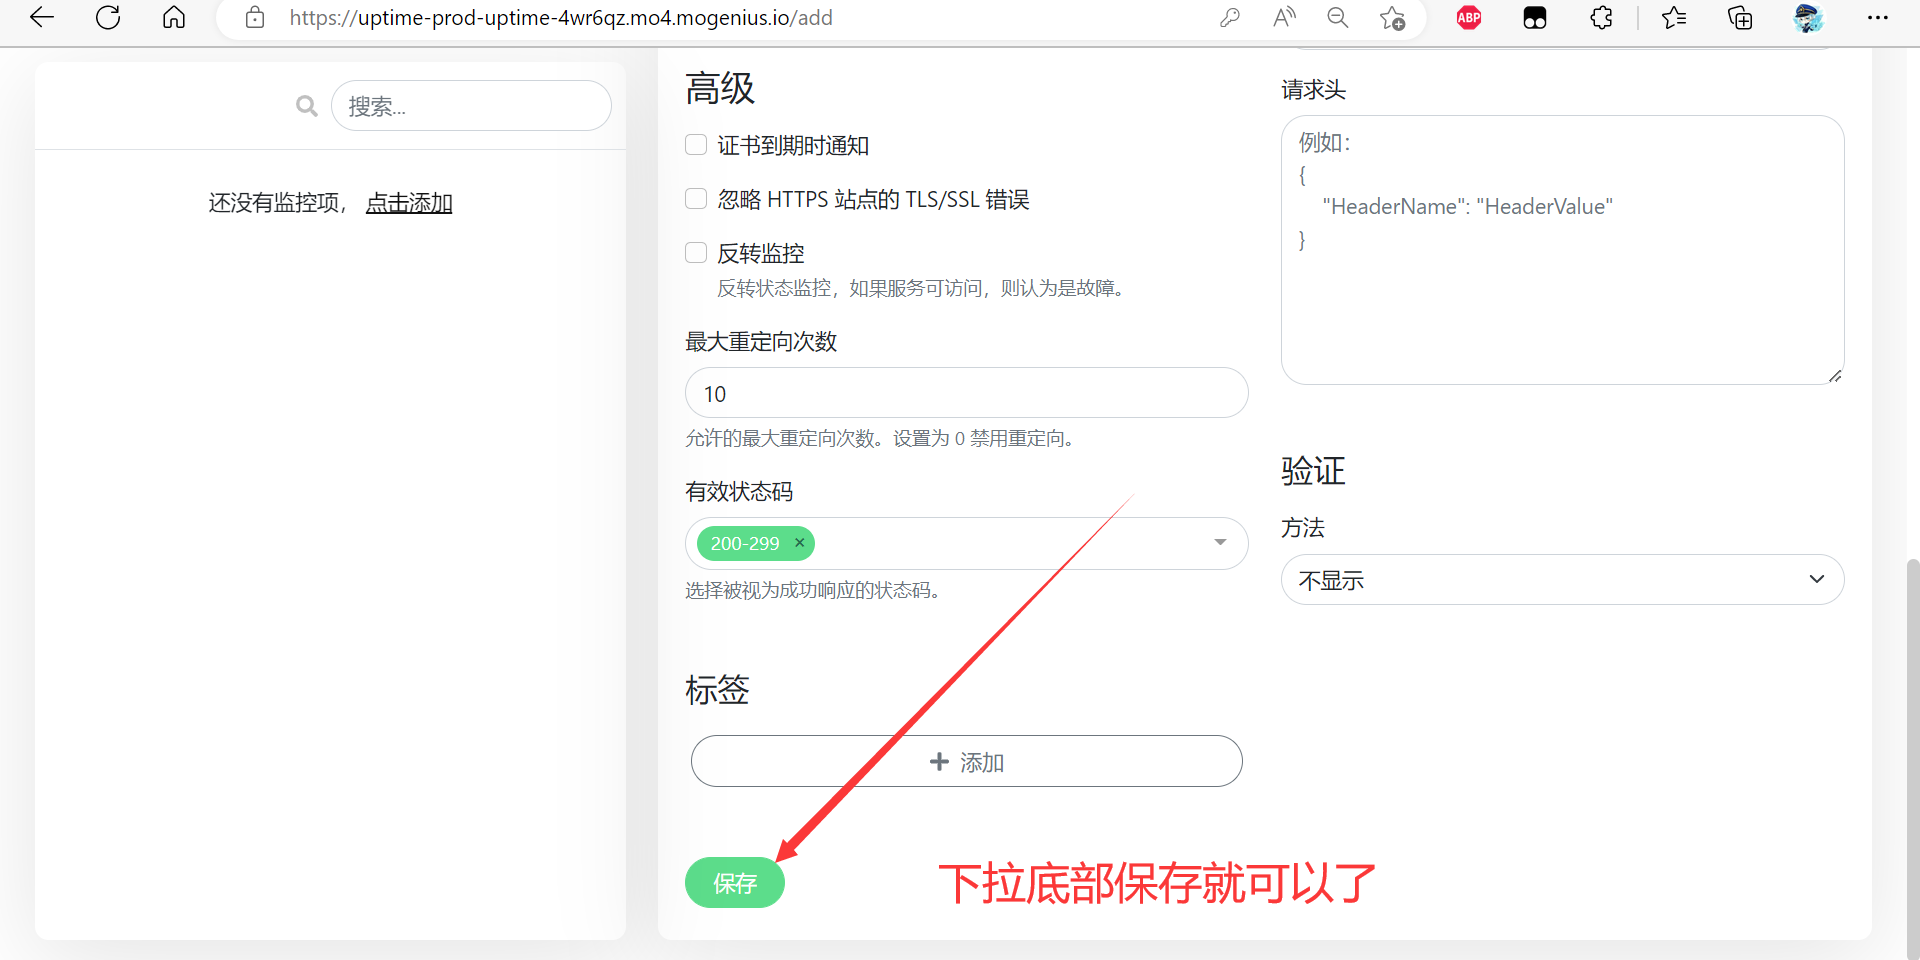 https://uptime-prod-uptime-4wr6qz.mo4.mogenius.io/add
ABP
搜索...
还没有监控项， 点击添加
高级
证书到期时通知
忽略 HTTPS 站点的 TLS/SSL 错误
反转监控
反转状态监控，如果服务可访问，则认为是故障。
最大重定向次数
10
允许的最大重定向次数。设置为 0 禁用重定向。
有效状态码
200-299 ×
选择被视为成功响应的状态码。
标签
+ 添加
保存
下拉底部保存就可以了
请求头
例如：
{
"HeaderName": "HeaderValue"
}
验证
方法
不显示